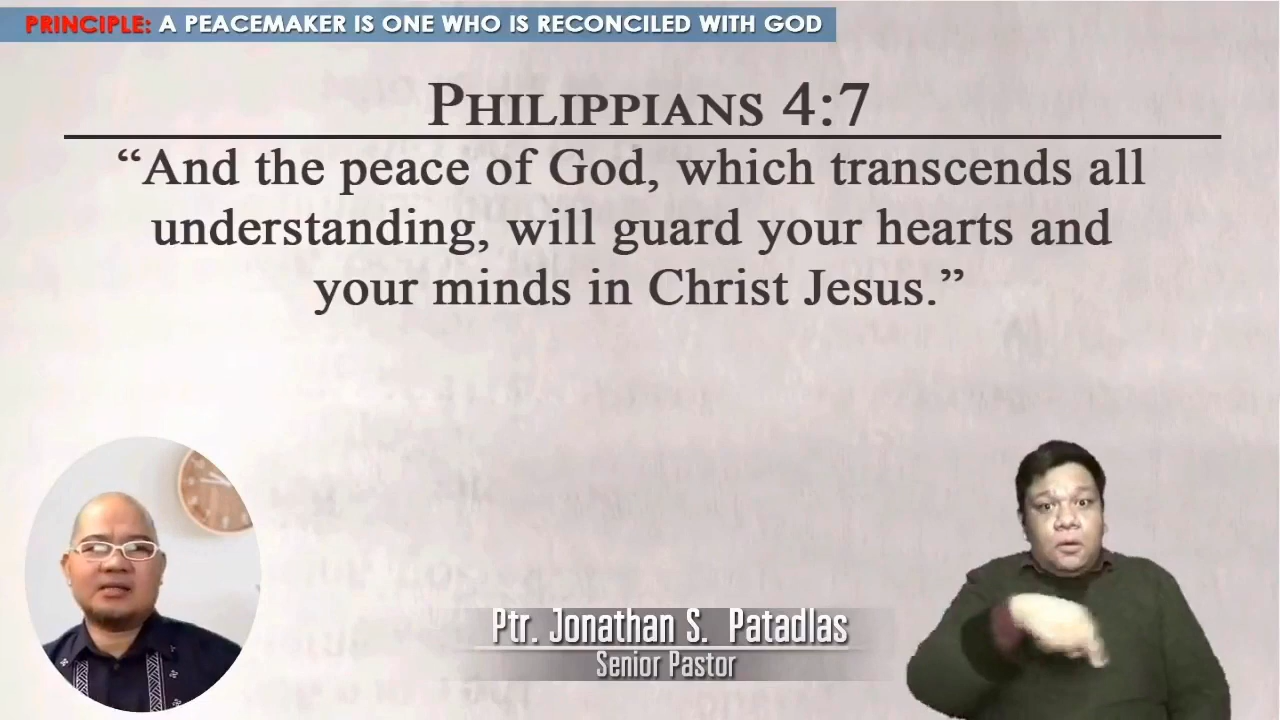 PRINCIPLE: A PEACEMAKER IS ONE WHO IS RECONCILED WITH GOD
PHILIPPIANS 4:7
“And the peace of God, which transcends all
understanding, will guard your hearts and
your minds in Christ Jesus.”
Ptr. Jonathan S. Patadlas
Senior Pastor